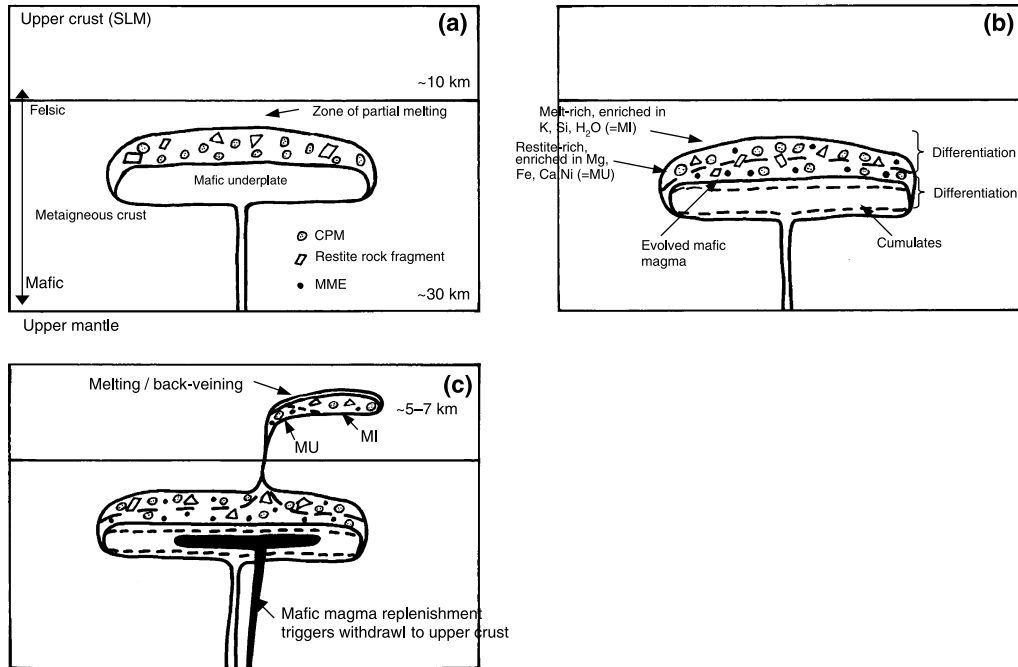 Upper crust (SLM)
(a)
~10 km
Felsic
Zone of partial melting
Mafic underplate
Metaigneous crust
CPM
Restite rock fragment
MME
Mafic
~30 km
Upper mantle
(b)
Melt-rich, enriched in
K, Si, H₂O (=MI)
Restite-rich,
enriched in Mg,
Fe, Ca Ni (=MU)
Differentiation
Differentiation
Evolved mafic
magma
Cumulates
(c)
Melting / back-veining
~5–7 km
MI
MU
Mafic magma replenishment
triggers withdrawl to upper crust